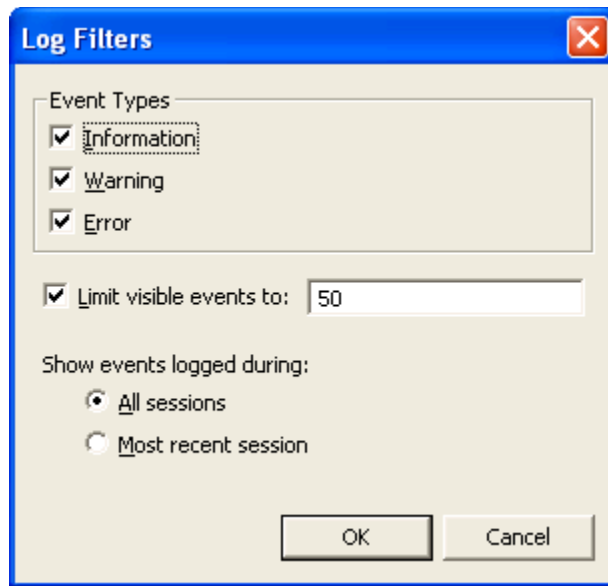 Log Filters
Event Types
Information
Warning
Error
Limit visible events to: 50
Show events logged during:
All sessions
Most recent session
OK Cancel